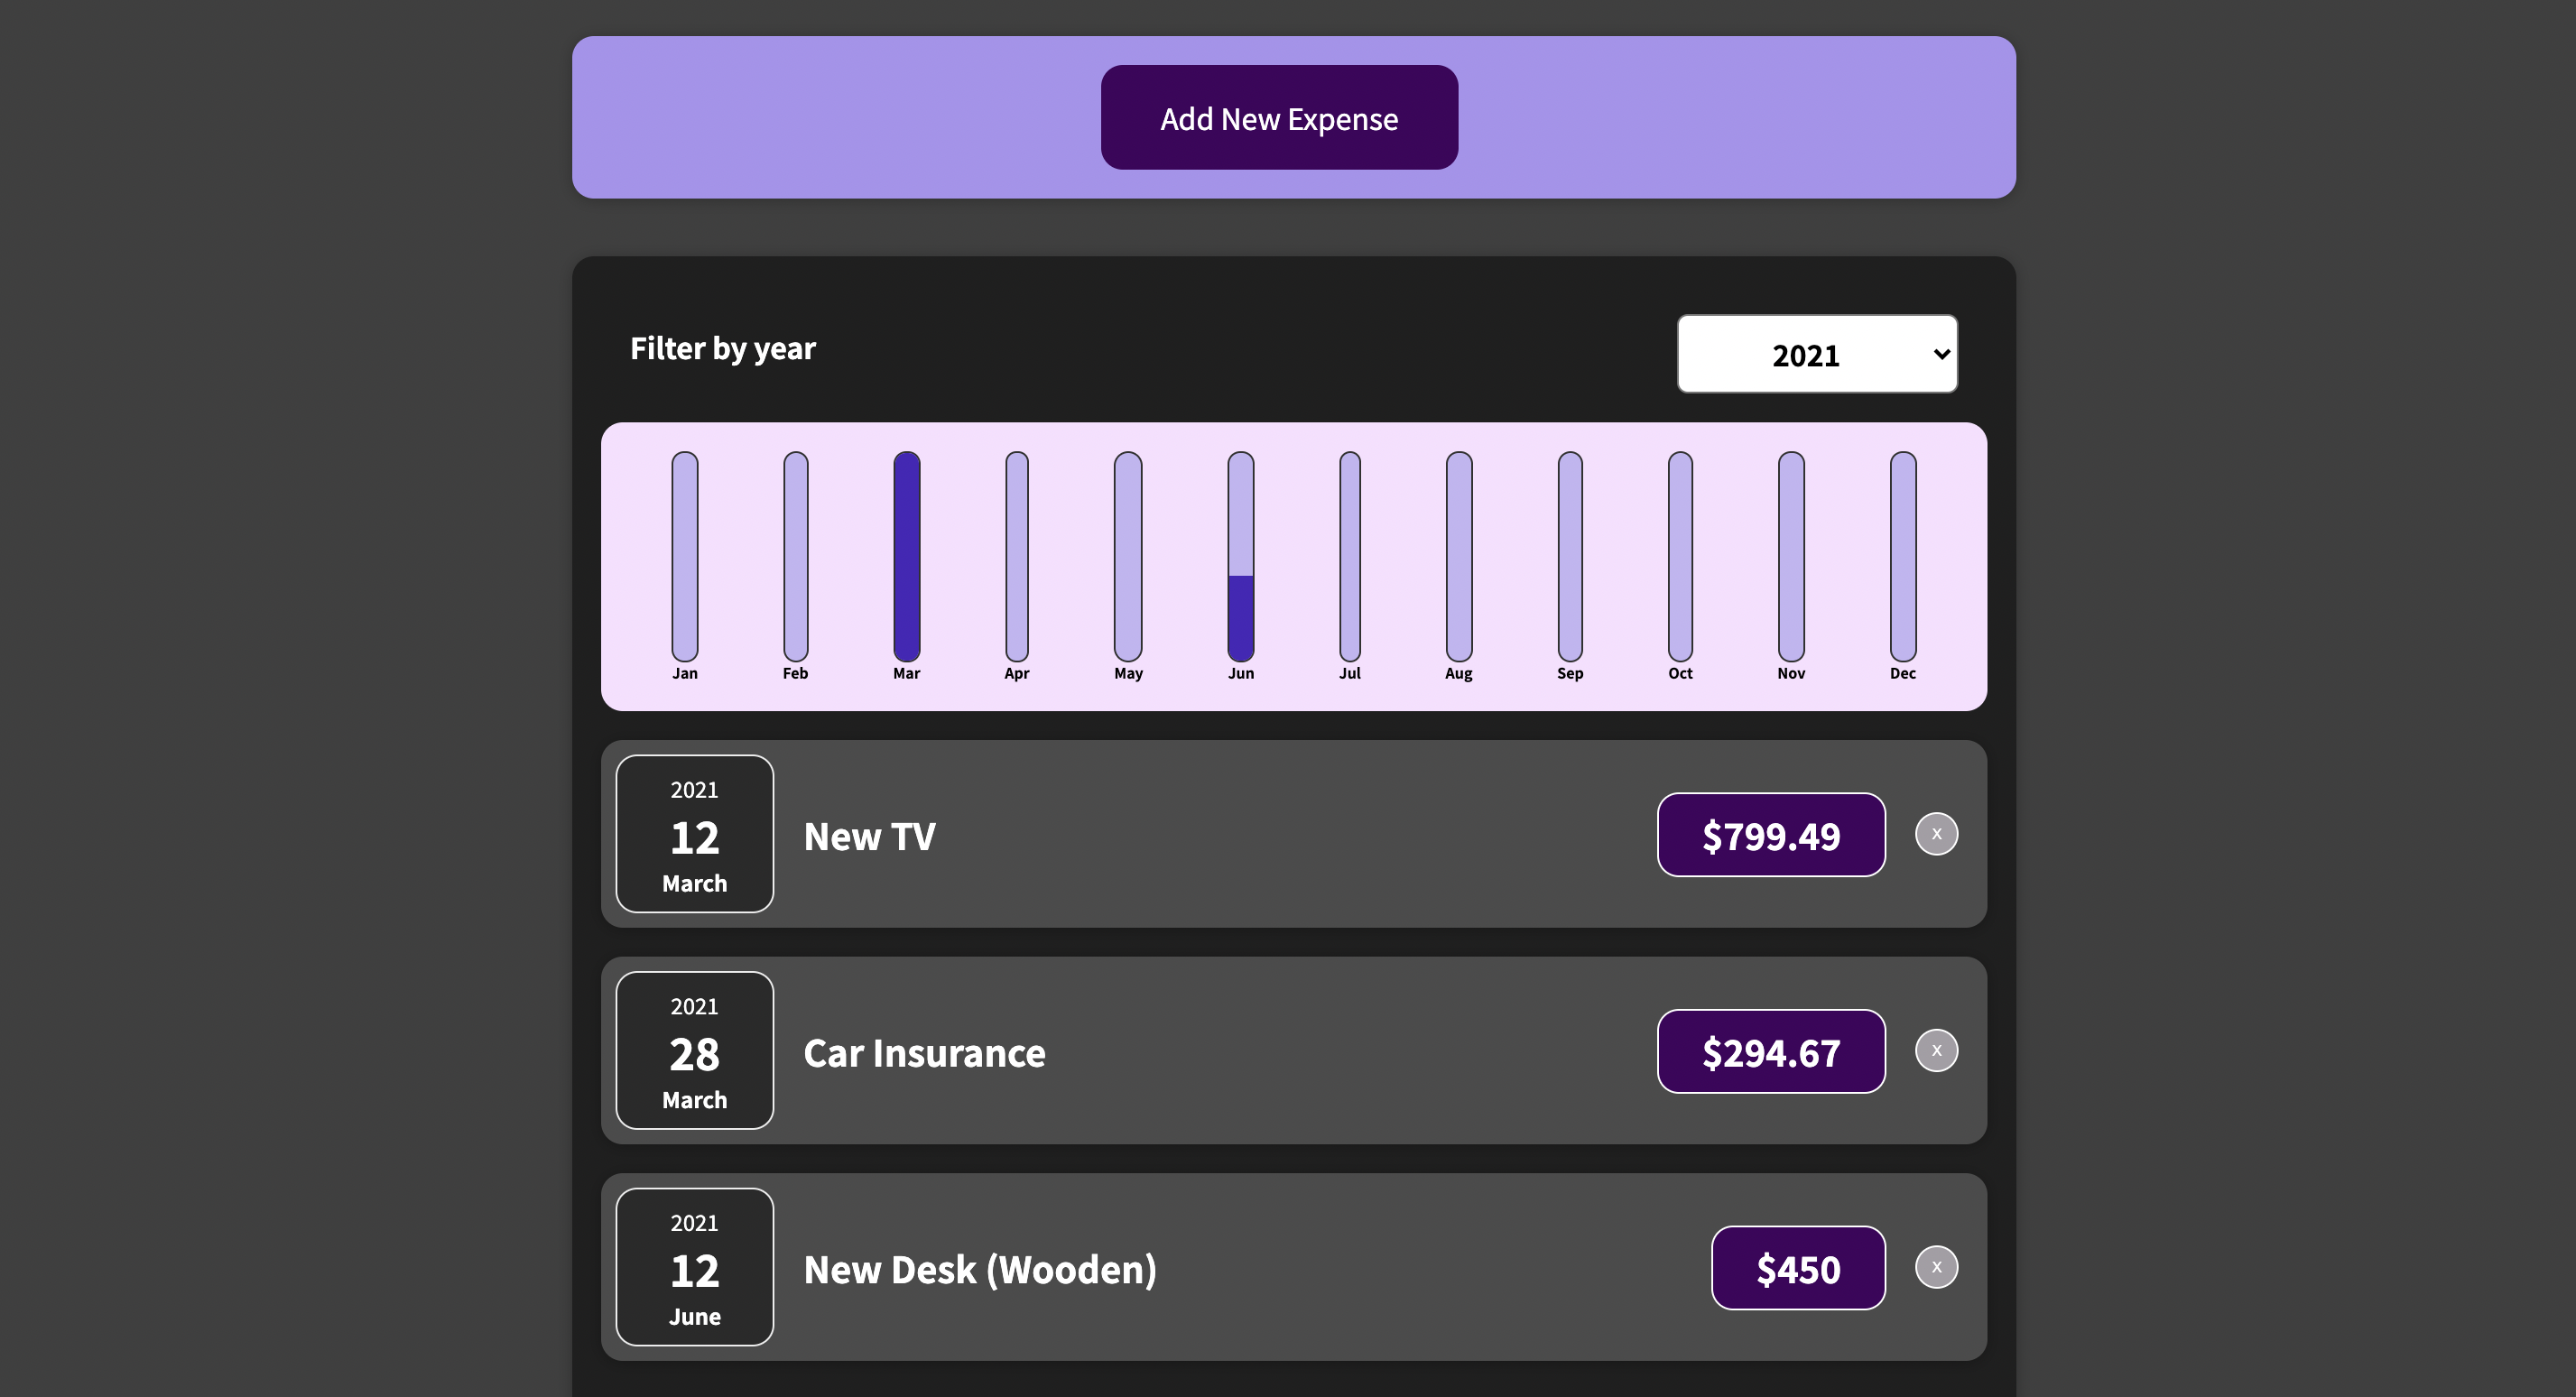 Add New Expense
Filter by year
2021
Jan Feb Mar Apr May Jun Jul Aug Sep Oct Nov Dec
2021
12
March
New TV
$799.49
x
2021
28
March
Car Insurance
$294.67
x
2021
12
June
New Desk (Wooden)
$450
x